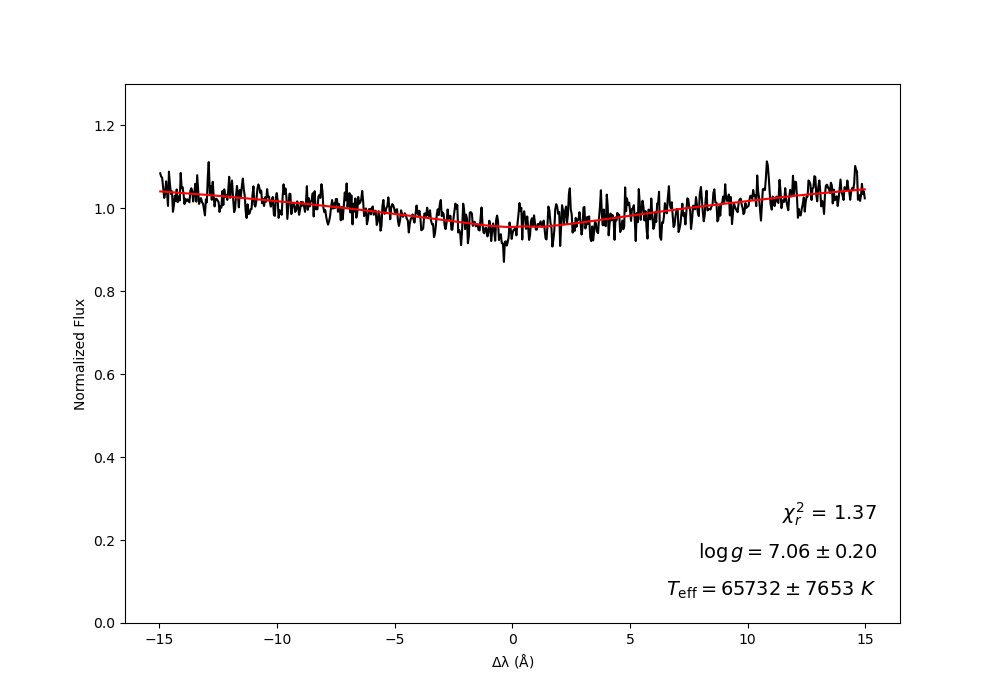 1.2
1.0
0.8
0.6
0.4
0.2
0.0
Normalized Flux
χ²ᵣ = 1.37
log g = 7.06 ± 0.20
T_eff = 65732 ± 7653 K
−15 −10 −5 0 5 10 15
Δλ (Å)